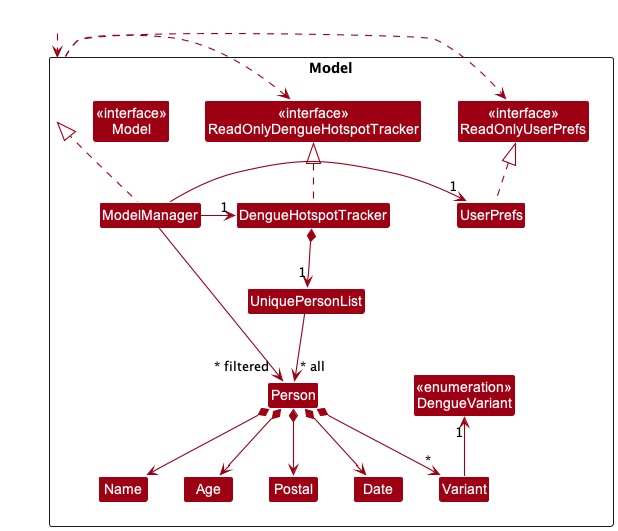 Model
«interface»
Model
«interface»
ReadOnlyDengueHotspotTracker
«interface»
ReadOnlyUserPrefs
1
ModelManager
1
DengueHotspotTracker
UserPrefs
1
UniquePersonList
* filtered
* all
Person
«enumeration»
DengueVariant
1
*
Name
Age
Postal
Date
Variant